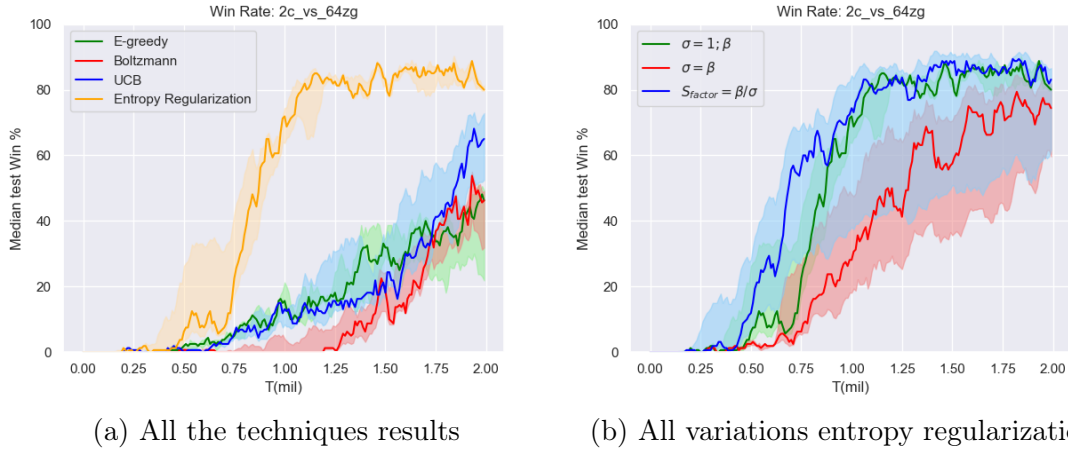 Win Rate: 2c_vs_64zg
100
80
60
40
20
0
Median test Win %
E-greedy
Boltzmann
UCB
Entropy Regularization
0.00 0.25 0.50 0.75 1.00 1.25 1.50 1.75 2.00
T(mil)
(a) All the techniques results
Win Rate: 2c_vs_64zg
100
80
60
40
20
0
Median test Win %
σ = 1; β
σ = β
S_factor = β/σ
0.00 0.25 0.50 0.75 1.00 1.25 1.50 1.75 2.00
T(mil)
(b) All variations entropy regularizatio